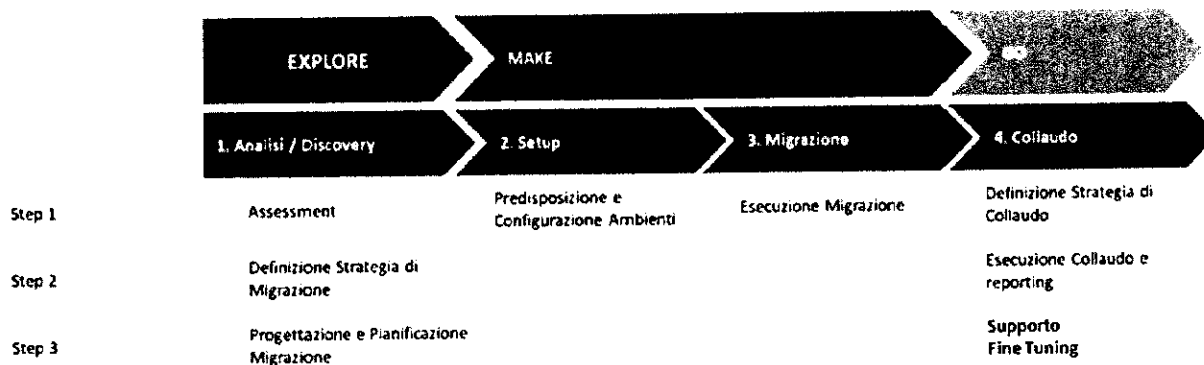 EXPLORE
MAKE
1. Analisi / Discovery
2. Setup
3. Migrazione
4. Collaudo
Step 1
Assessment
Predisposizione e
Configurazione Ambienti
Esecuzione Migrazione
Definizione Strategia di
Collaudo
Step 2
Definizione Strategia di
Migrazione
Esecuzione Collaudo e
reporting
Step 3
Progettazione e Pianificazione
Migrazione
Supporto
Fine Tuning